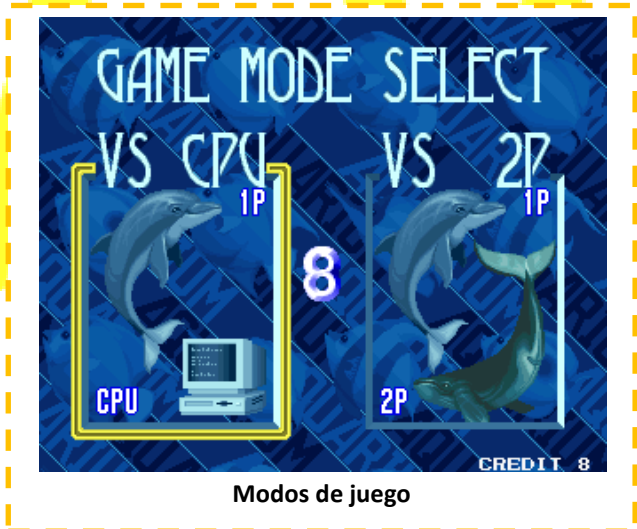 GAME MODE SELECT
VS CPU VS 2P
1P 1P
8
CPU 2P
CREDIT 8
Modos de juego